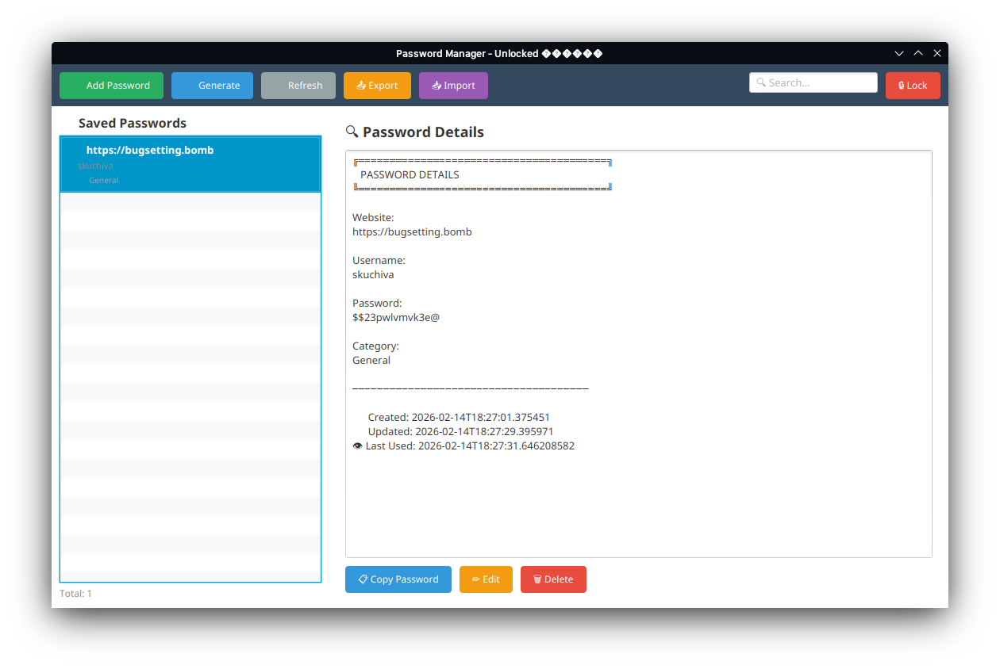 Password Manager - Unlocked ������
Add Password
Generate
Refresh
📤 Export
📥 Import
🔍 Search...
🔒 Lock
Saved Passwords
https://bugsetting.bomb
skuchiva
General
Total: 1
🔍 Password Details
╔══════════════════════════════════════╗
PASSWORD DETAILS
╚══════════════════════════════════════╝
Website:
https://bugsetting.bomb
Username:
skuchiva
Password:
$$23pwlvmvk3e@
Category:
General
──────────────────────────────────────
Created: 2026-02-14T18:27:01.375451
Updated: 2026-02-14T18:27:29.395971
👁 Last Used: 2026-02-14T18:27:31.646208582
📋 Copy Password
✏ Edit
🗑 Delete